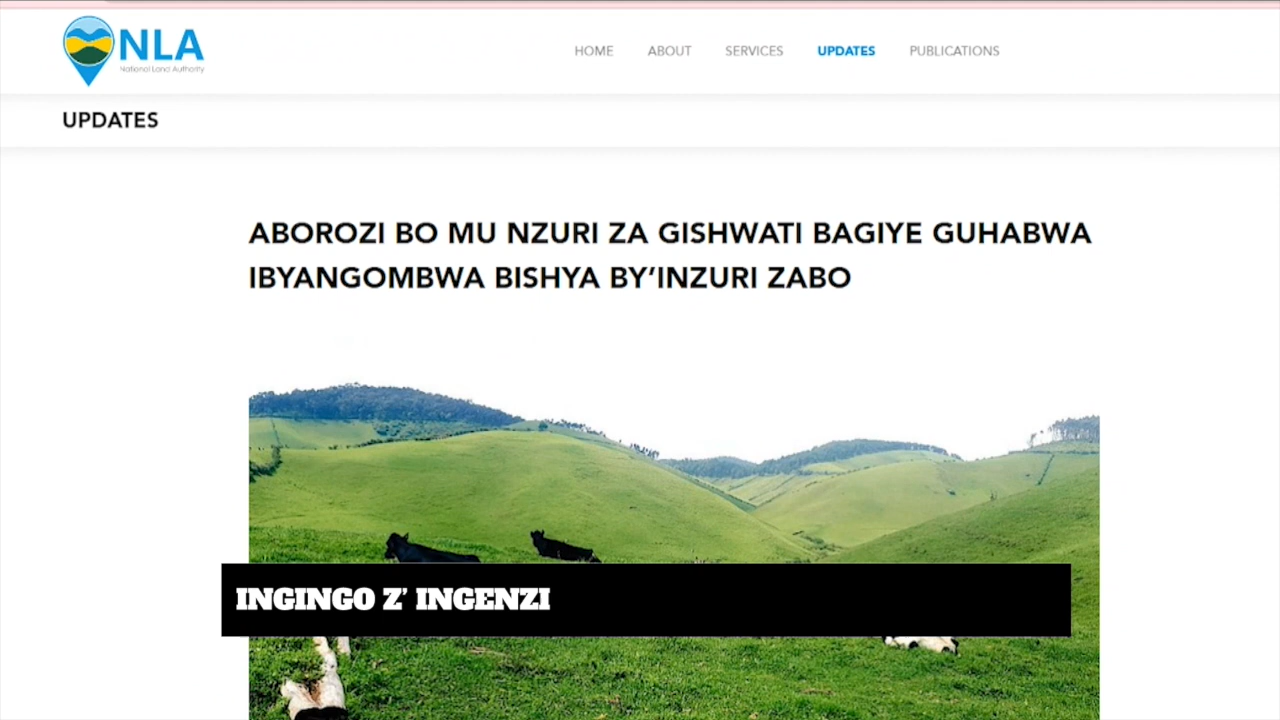 NLA
National Land Authority
HOME ABOUT SERVICES UPDATES PUBLICATIONS
UPDATES
ABOROZI BO MU NZURI ZA GISHWATI BAGIYE GUHABWA
IBYANGOMBWA BISHYA BY’INZURI ZABO
INGINGO Z’ INGENZI